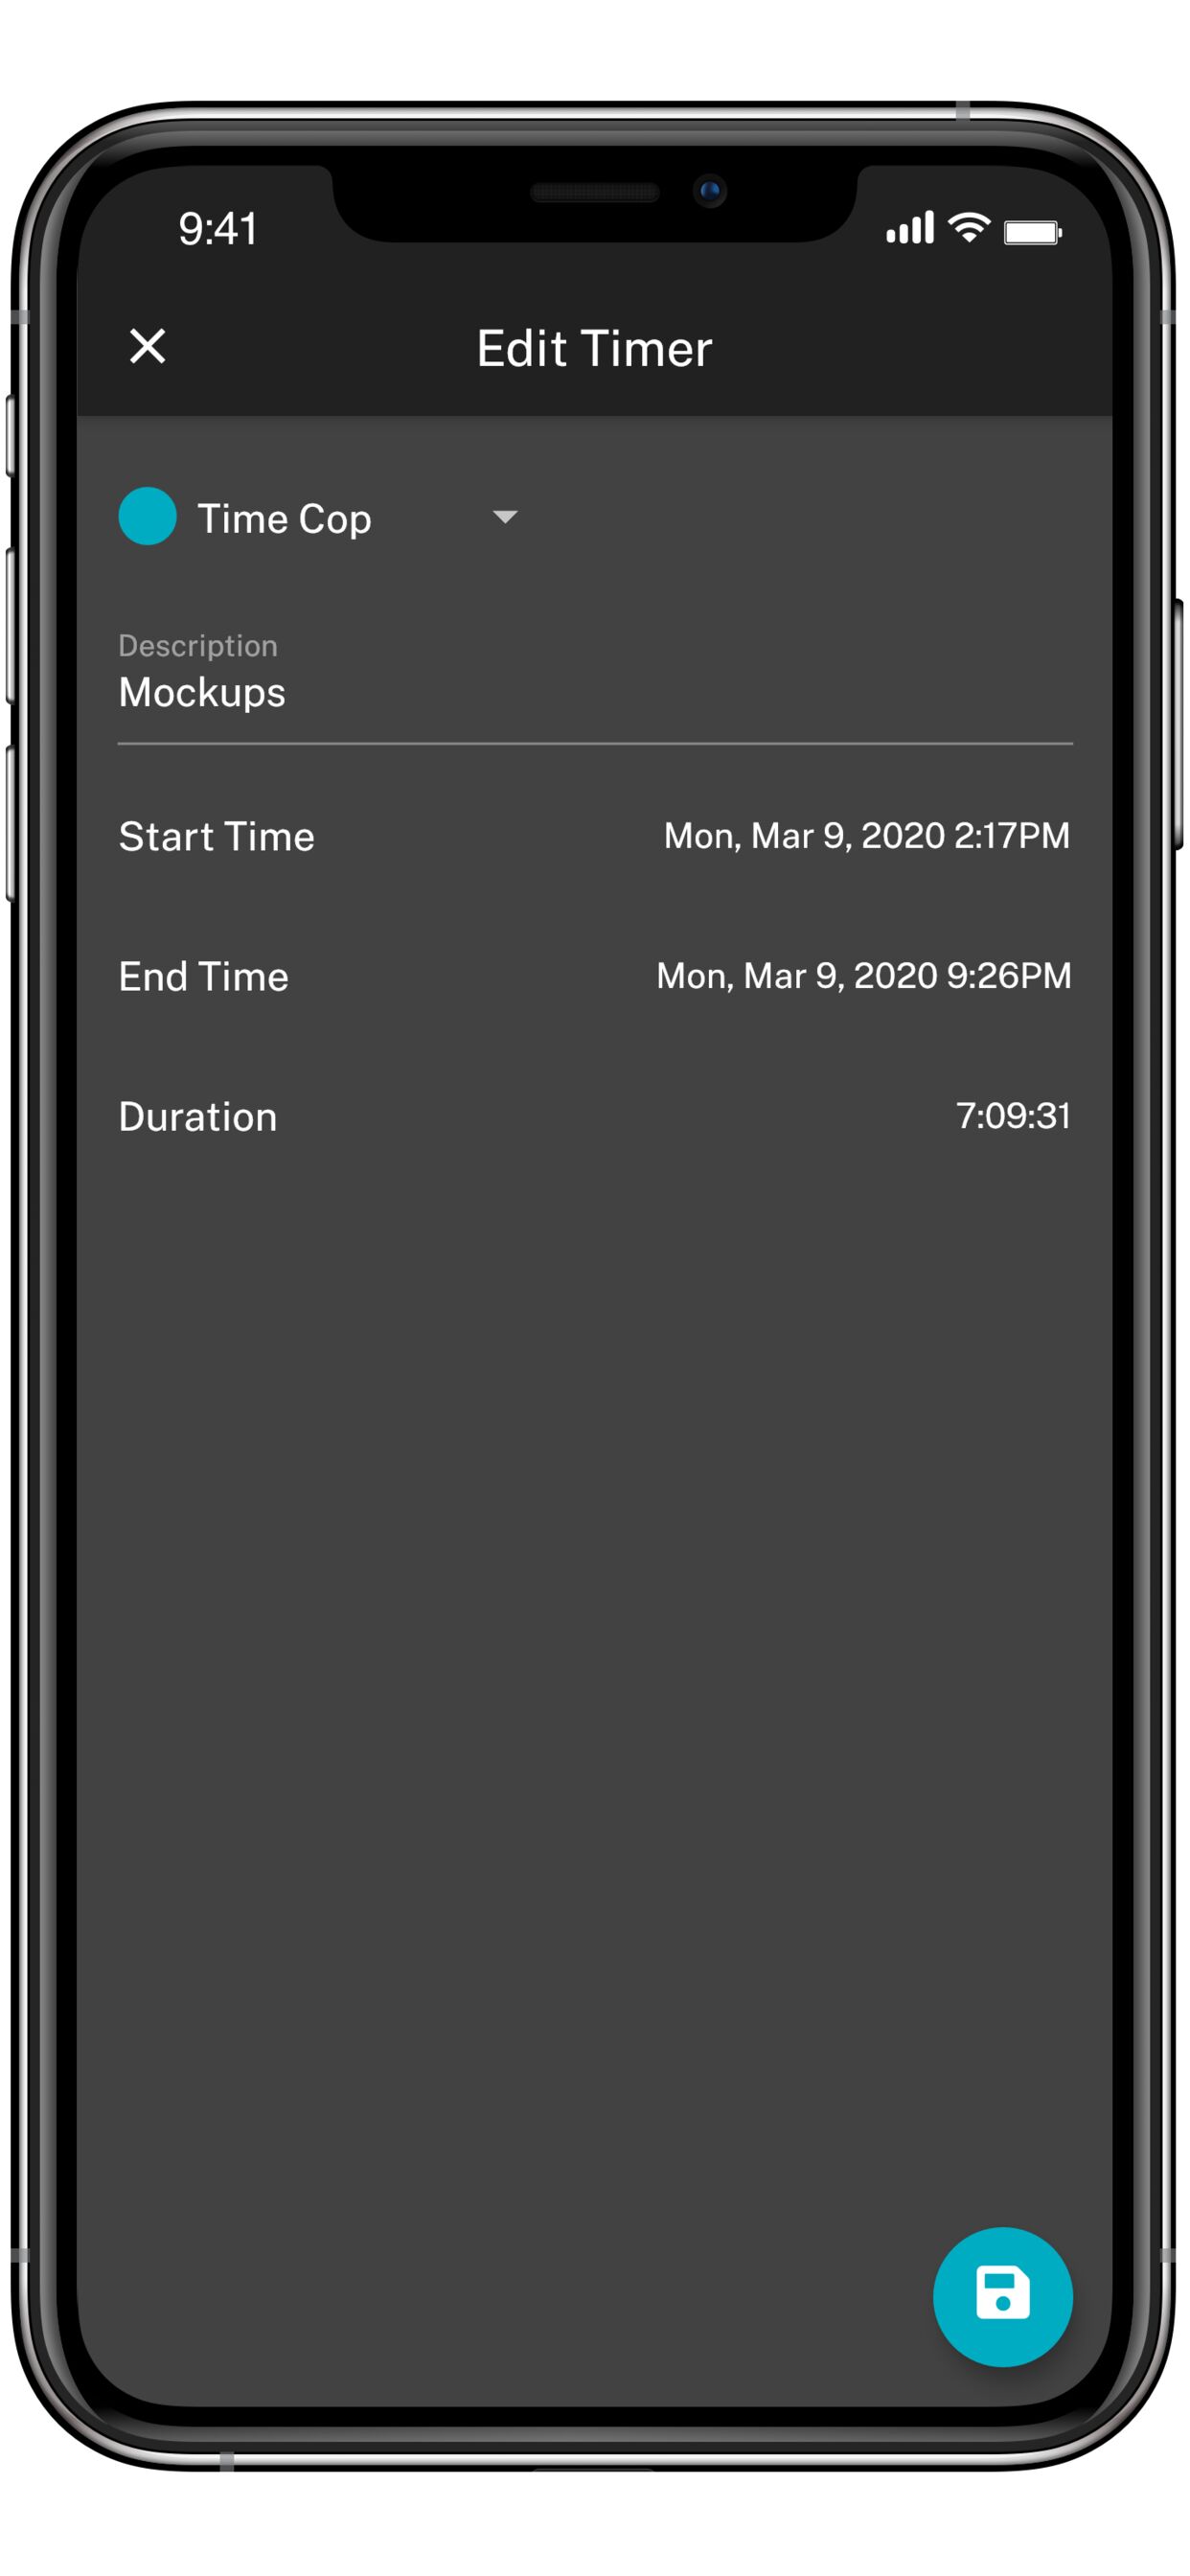 9:41
Edit Timer
Time Cop
Description
Mockups
Start Time Mon, Mar 9, 2020 2:17PM
End Time Mon, Mar 9, 2020 9:26PM
Duration 7:09:31